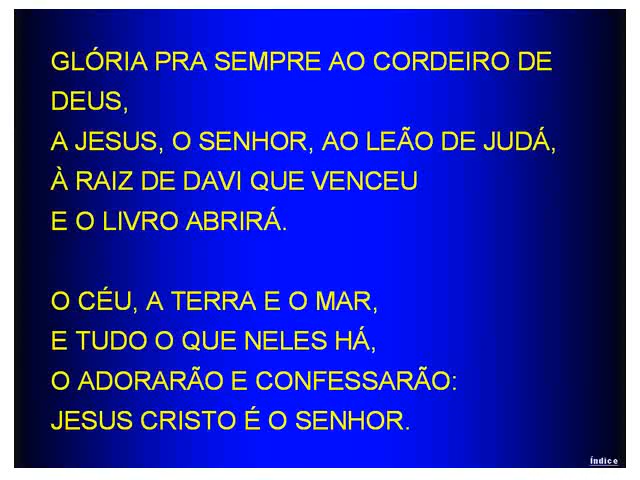 GLÓRIA PRA SEMPRE AO CORDEIRO DE
DEUS,
A JESUS, O SENHOR, AO LEÃO DE JUDÁ,
À RAIZ DE DAVI QUE VENCEU
E O LIVRO ABRIRÁ.
O CÉU, A TERRA E O MAR,
E TUDO O QUE NELES HÁ,
O ADORARÃO E CONFESSARÃO:
JESUS CRISTO É O SENHOR.
Índice